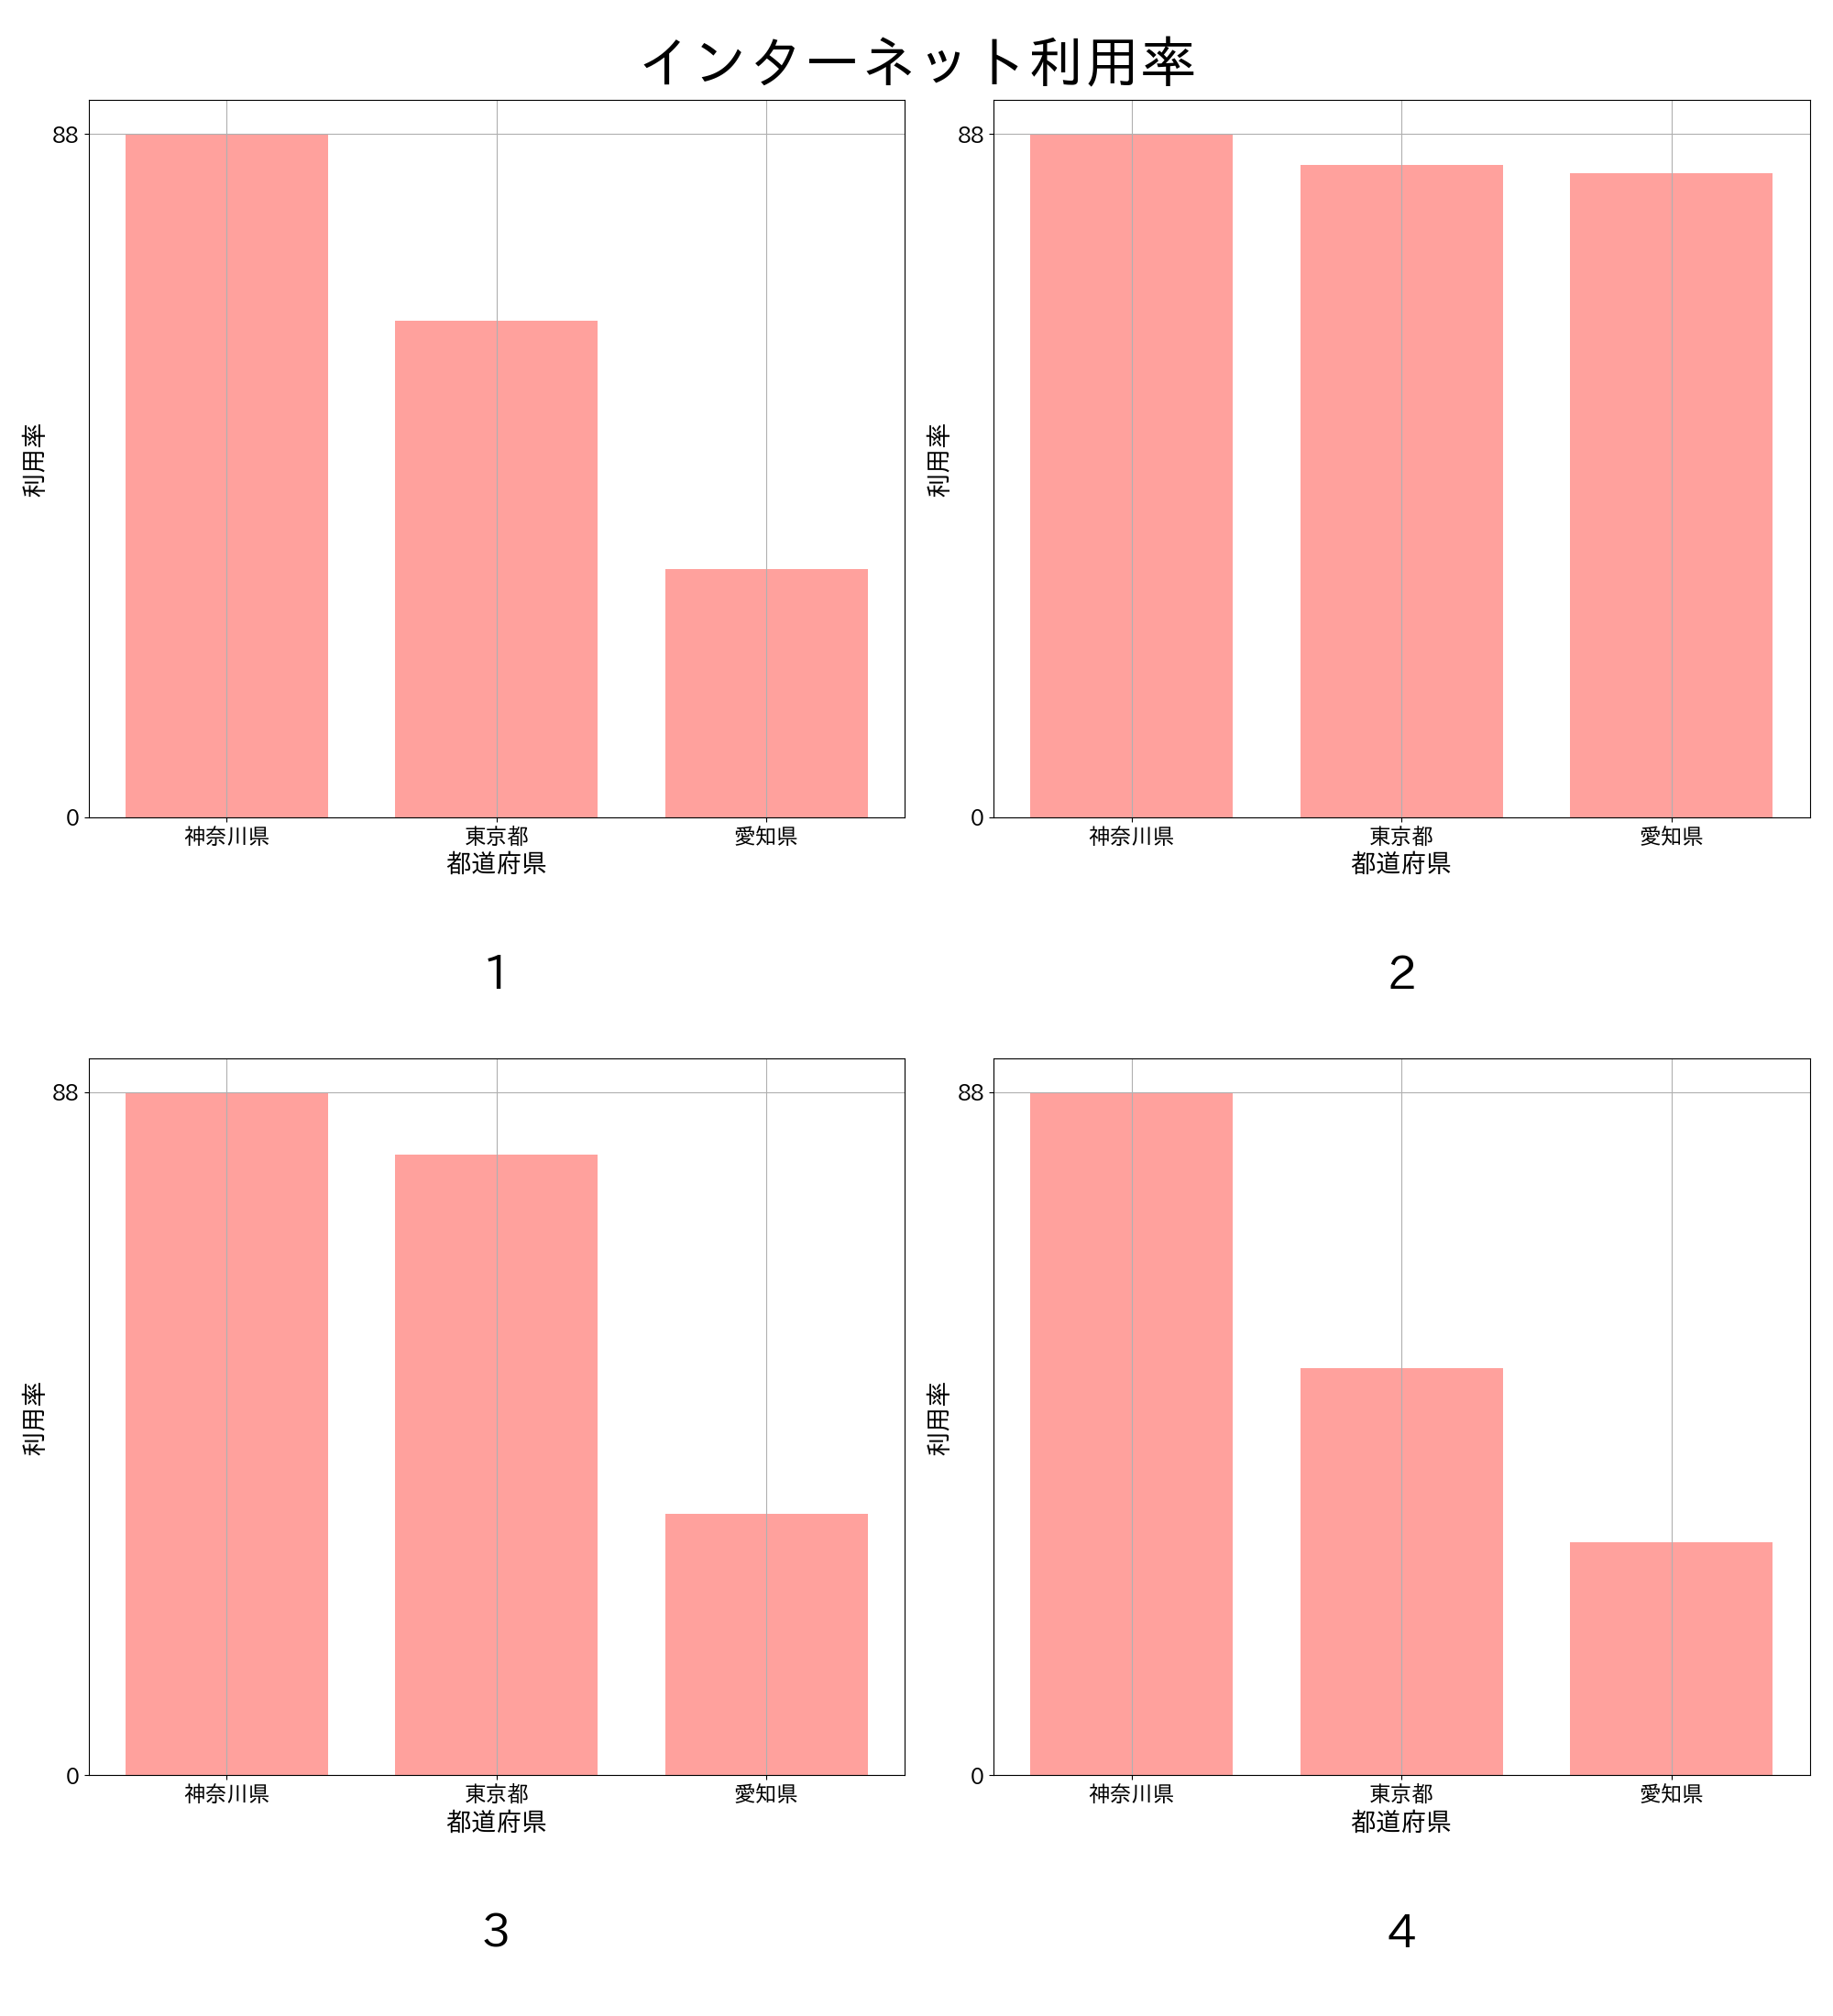 インターネット利用率
88
0
利用率
神奈川県 東京都 愛知県
都道府県
1
88
0
利用率
神奈川県 東京都 愛知県
都道府県
2
88
0
利用率
神奈川県 東京都 愛知県
都道府県
3
88
0
利用率
神奈川県 東京都 愛知県
都道府県
4